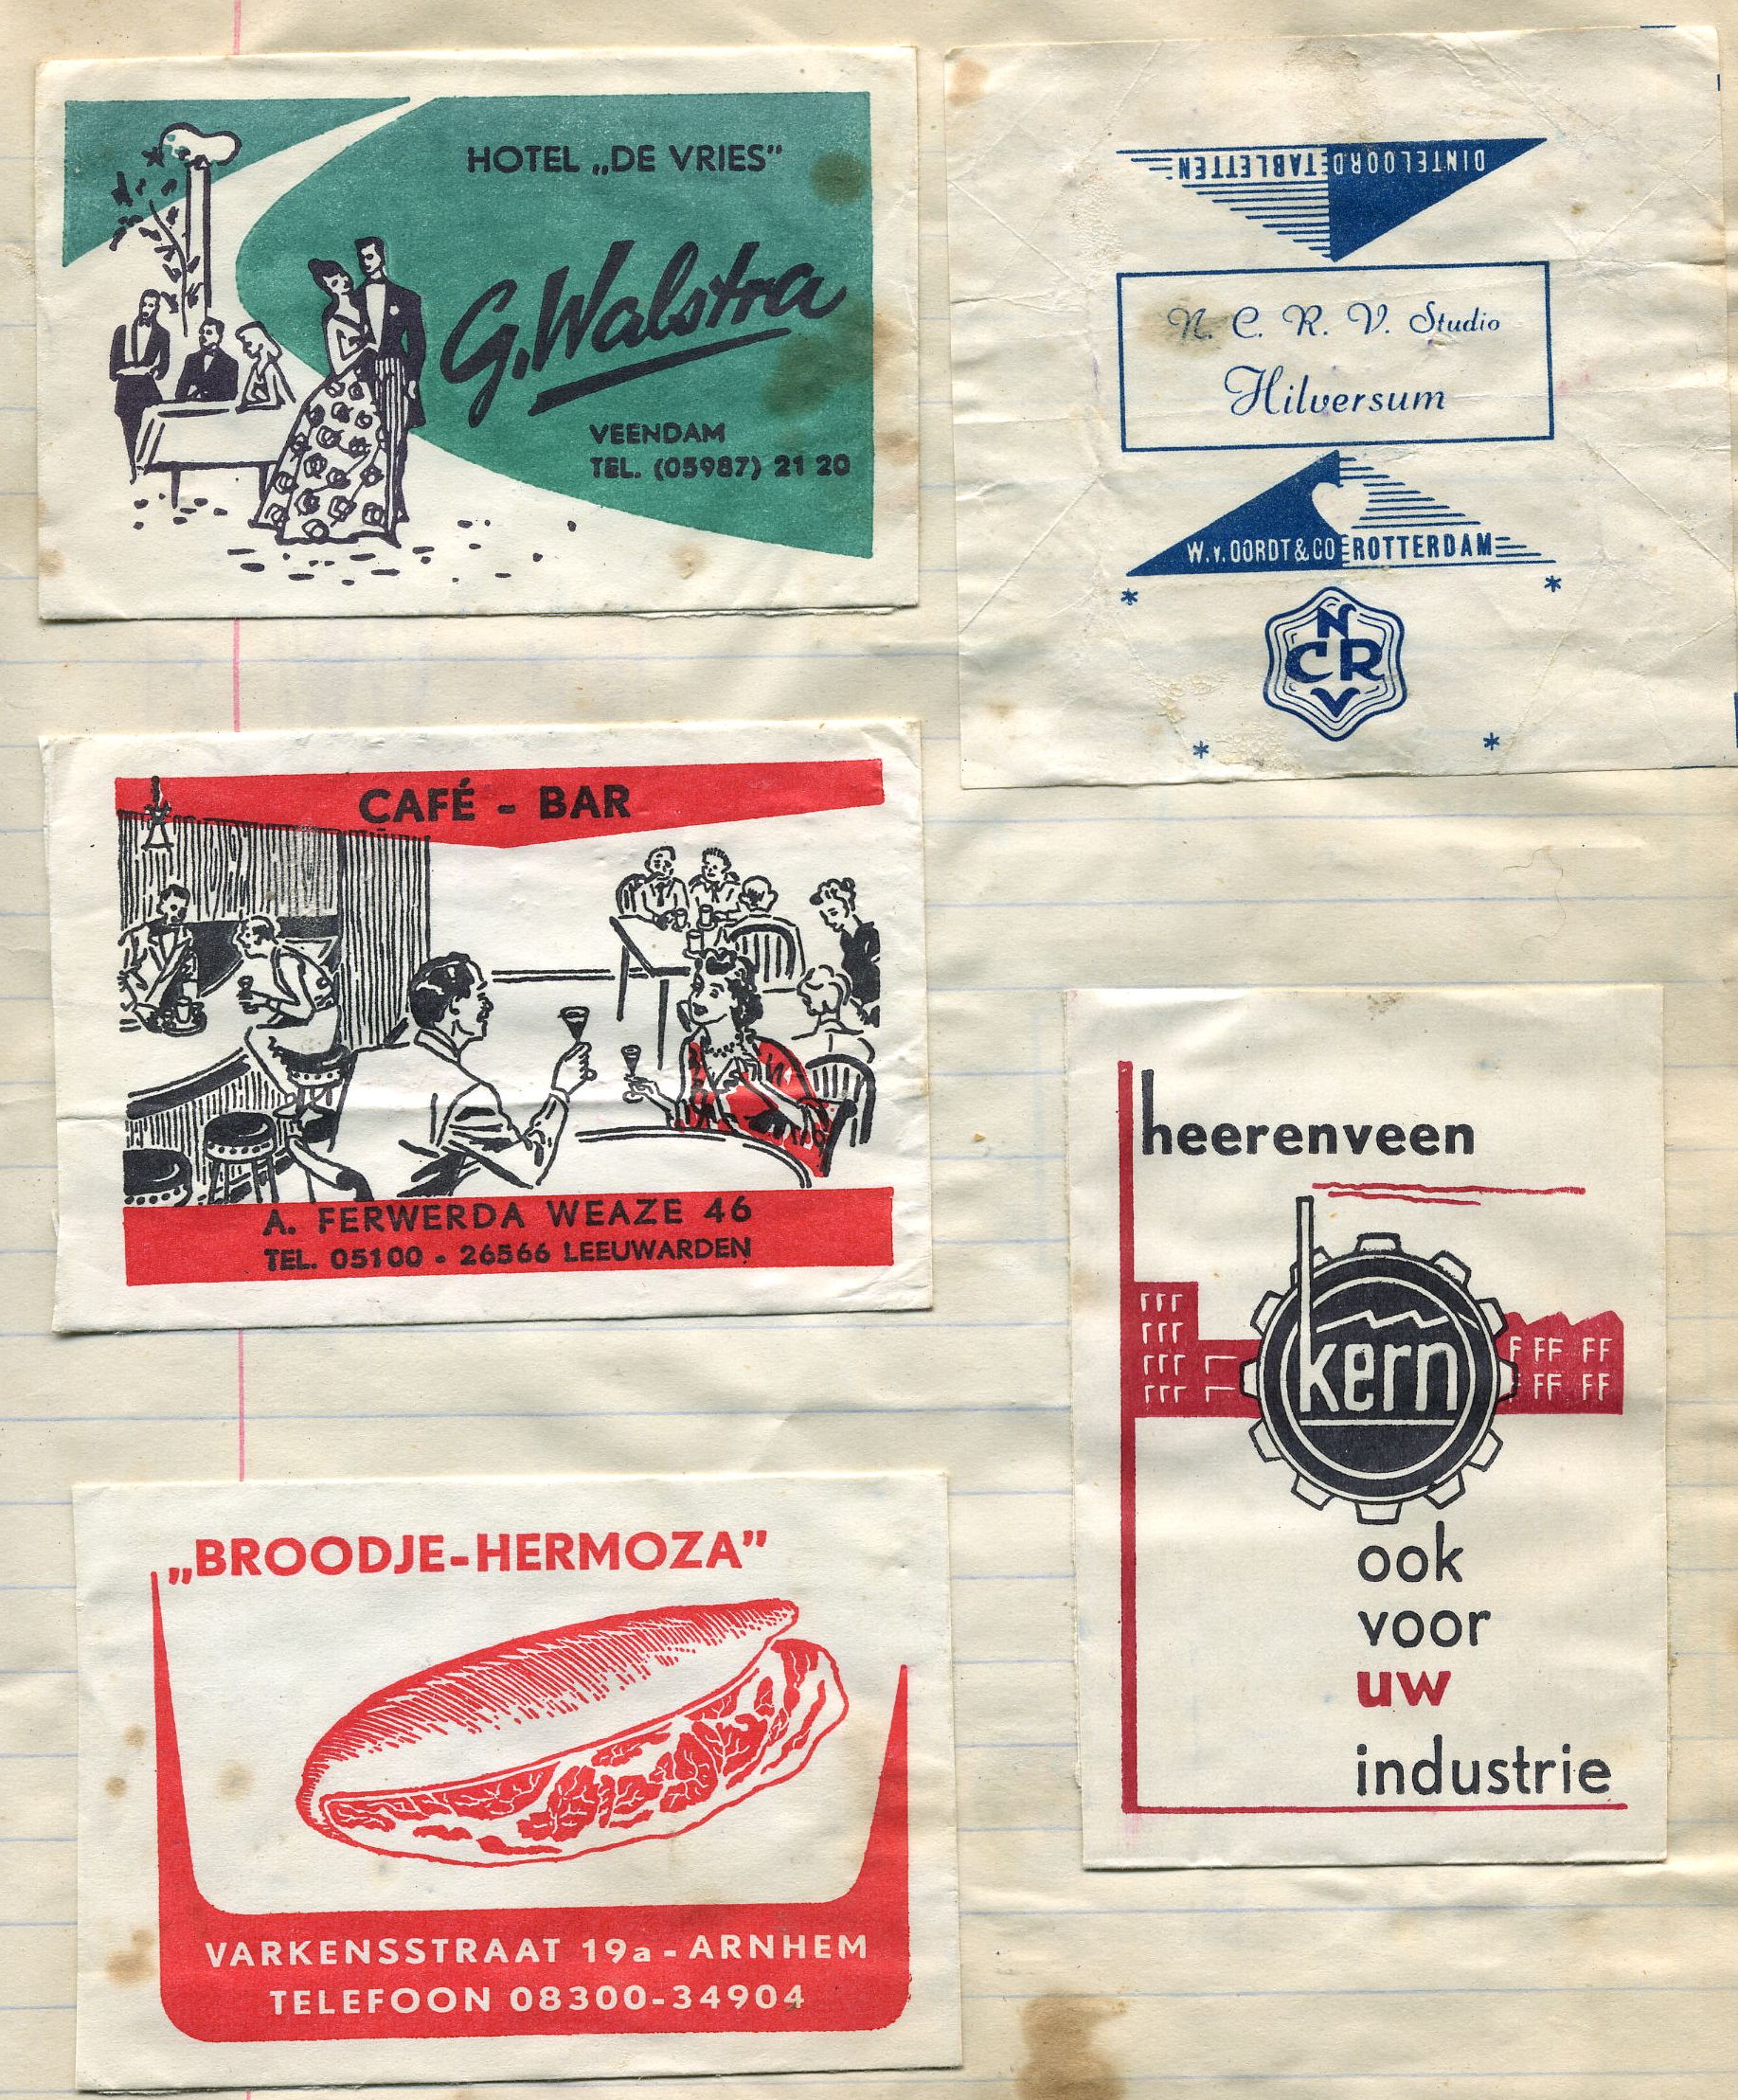 HOTEL „DE VRIES”
G. Walstra
VEENDAM
TEL. (05987) 21 20
DINTELOORD TABLETTEN
N. C. R. V. Studio
Hilversum
W. v. OORDT & CO ROTTERDAM
N
CR
V
CAFÉ - BAR
A. FERWERDA WEAZE 46
TEL. 05100 - 26566 LEEUWARDEN
heerenveen
kern
ook
voor
uw
industrie
„BROODJE-HERMOZA”
VARKENSSTRAAT 19a - ARNHEM
TELEFOON 08300-34904